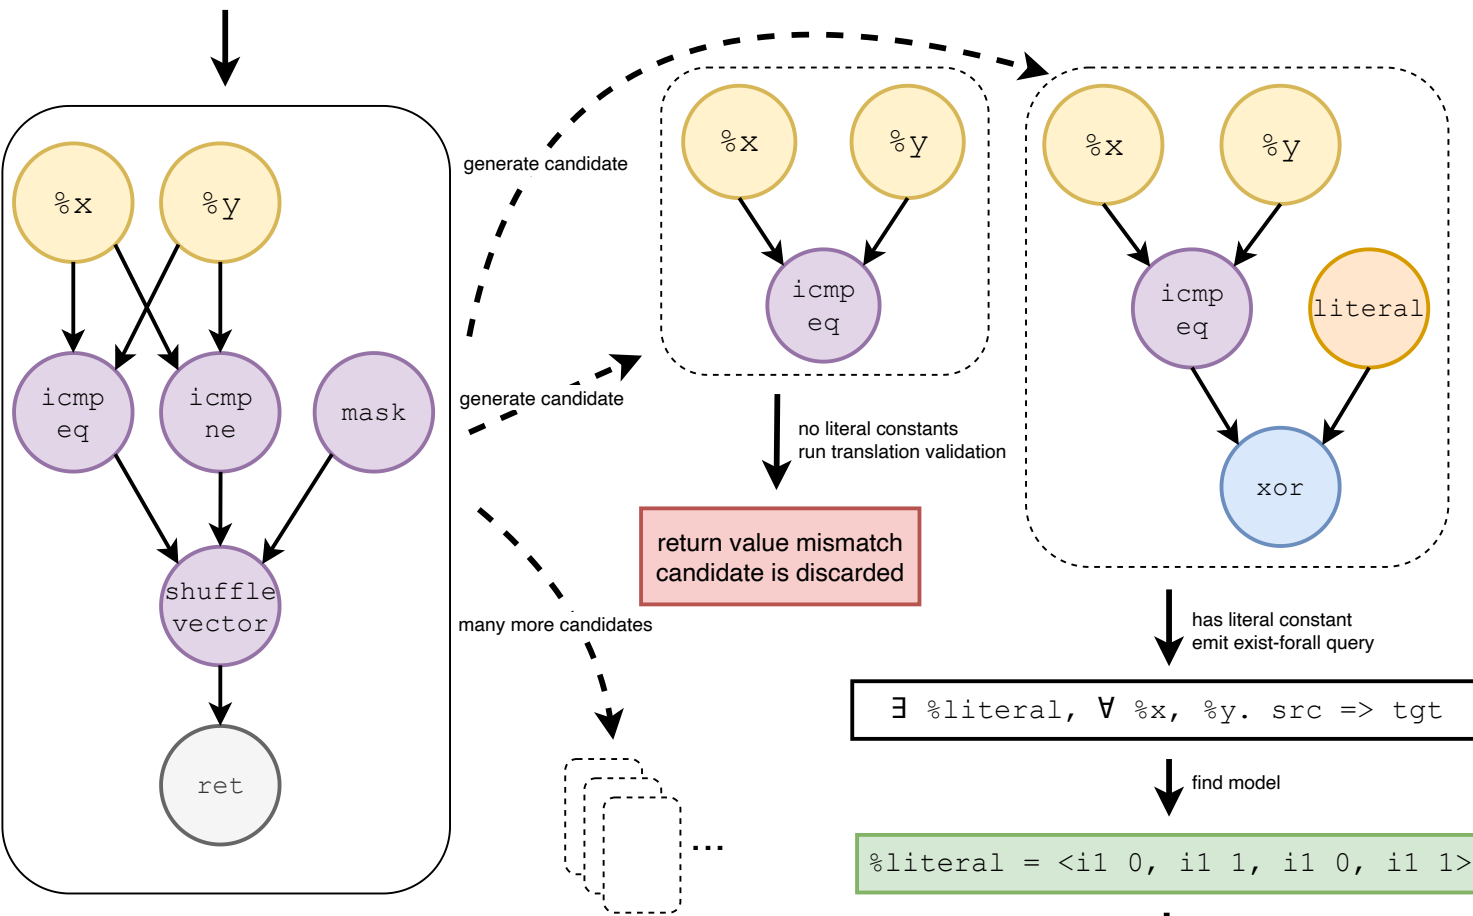 %x
%y
icmp
eq
icmp
ne
mask
shuffle
vector
ret
generate candidate
generate candidate
many more candidates
...
%x
%y
icmp
eq
no literal constants
run translation validation
return value mismatch
candidate is discarded
%x
%y
icmp
eq
literal
xor
has literal constant
emit exist-forall query
∃ %literal, ∀ %x, %y. src => tgt
find model
%literal = <i1 0, i1 1, i1 0, i1 1>